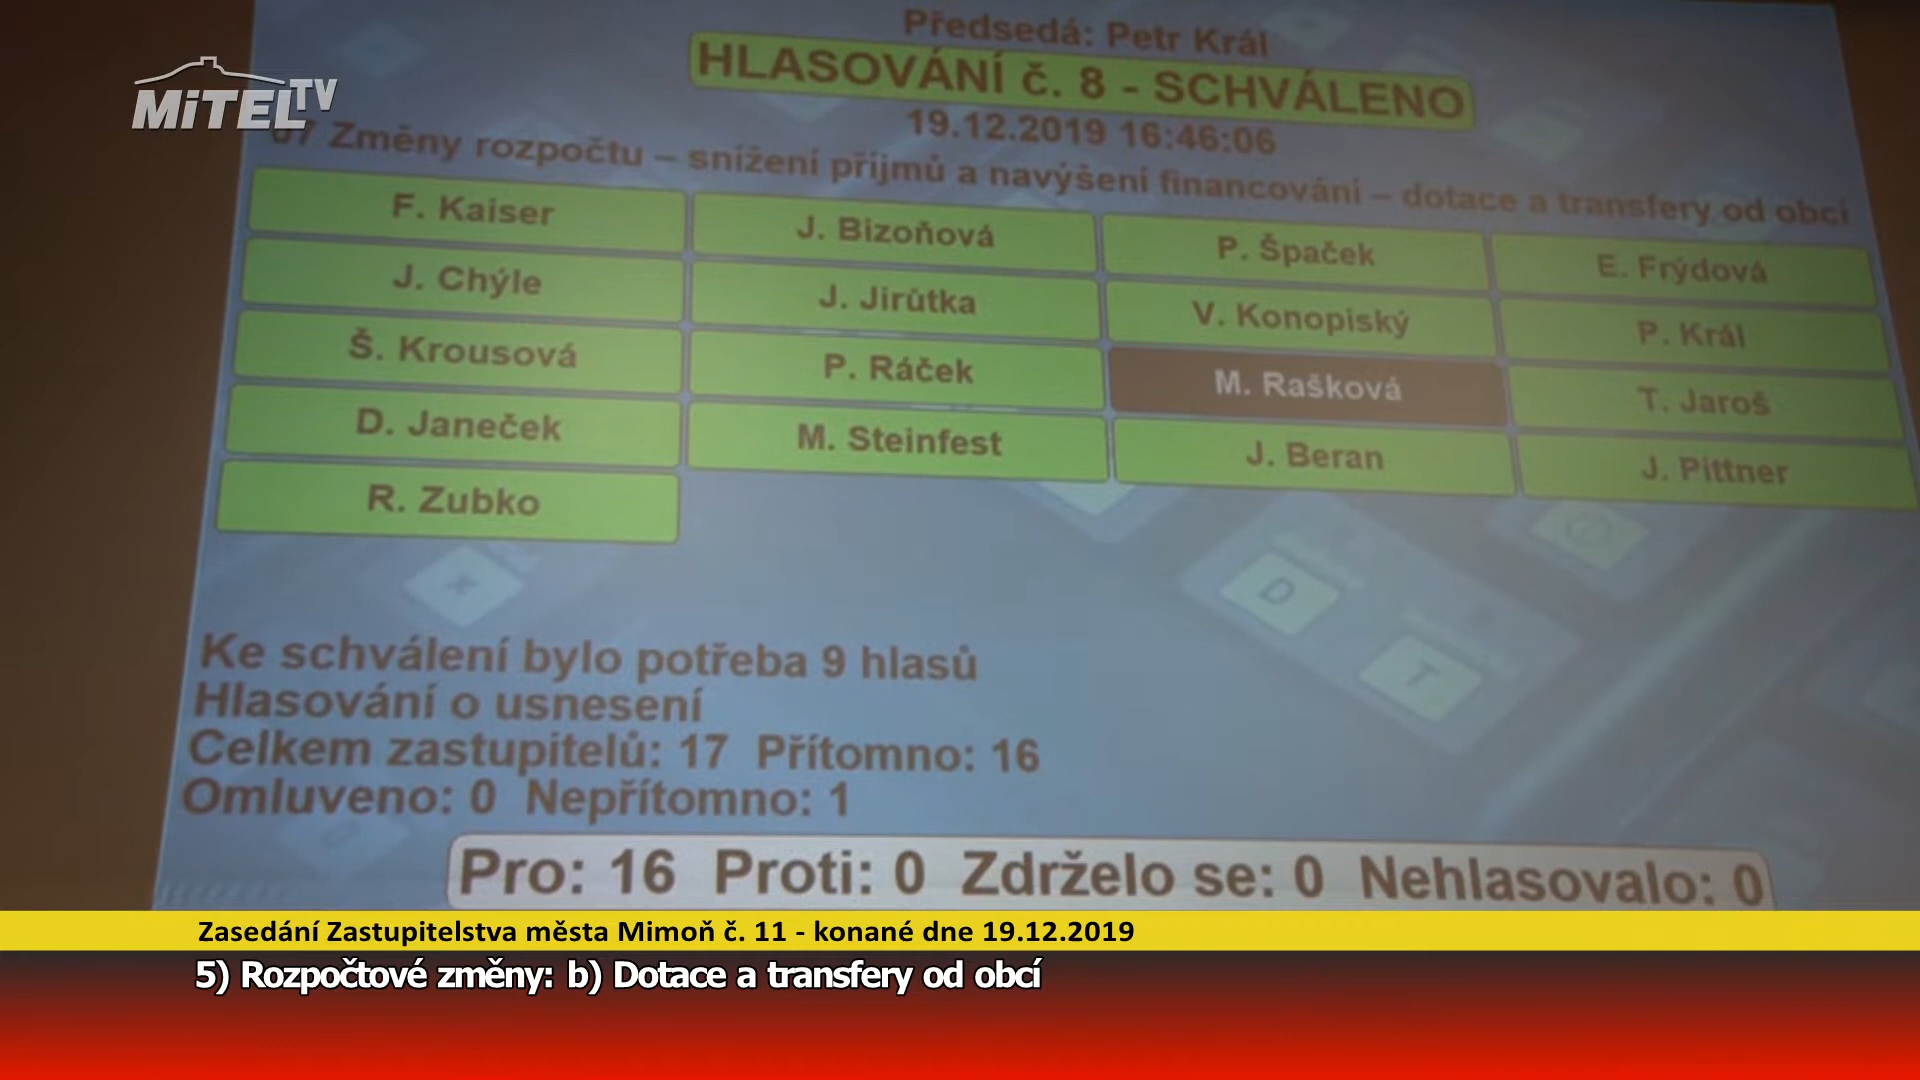 MiTEL TV
Předsedá: Petr Král
HLASOVÁNÍ č. 8 - SCHVÁLENO
19.12.2019 16:46:06
07 Změny rozpočtu – snížení příjmů a navýšení financování – dotace a transfery od obcí
F. Kaiser J. Bizoňová P. Špaček E. Frýdová
J. Chýle J. Jirůtka V. Konopiský P. Král
Š. Krousová P. Ráček M. Rašková T. Jaroš
D. Janeček M. Steinfest J. Beran J. Pittner
R. Zubko
Ke schválení bylo potřeba 9 hlasů
Hlasování o usnesení
Celkem zastupitelů: 17 Přítomno: 16
Omluveno: 0 Nepřítomno: 1
Pro: 16 Proti: 0 Zdrželo se: 0 Nehlasovalo: 0
Zasedání Zastupitelstva města Mimoň č. 11 - konané dne 19.12.2019
5) Rozpočtové změny: b) Dotace a transfery od obcí